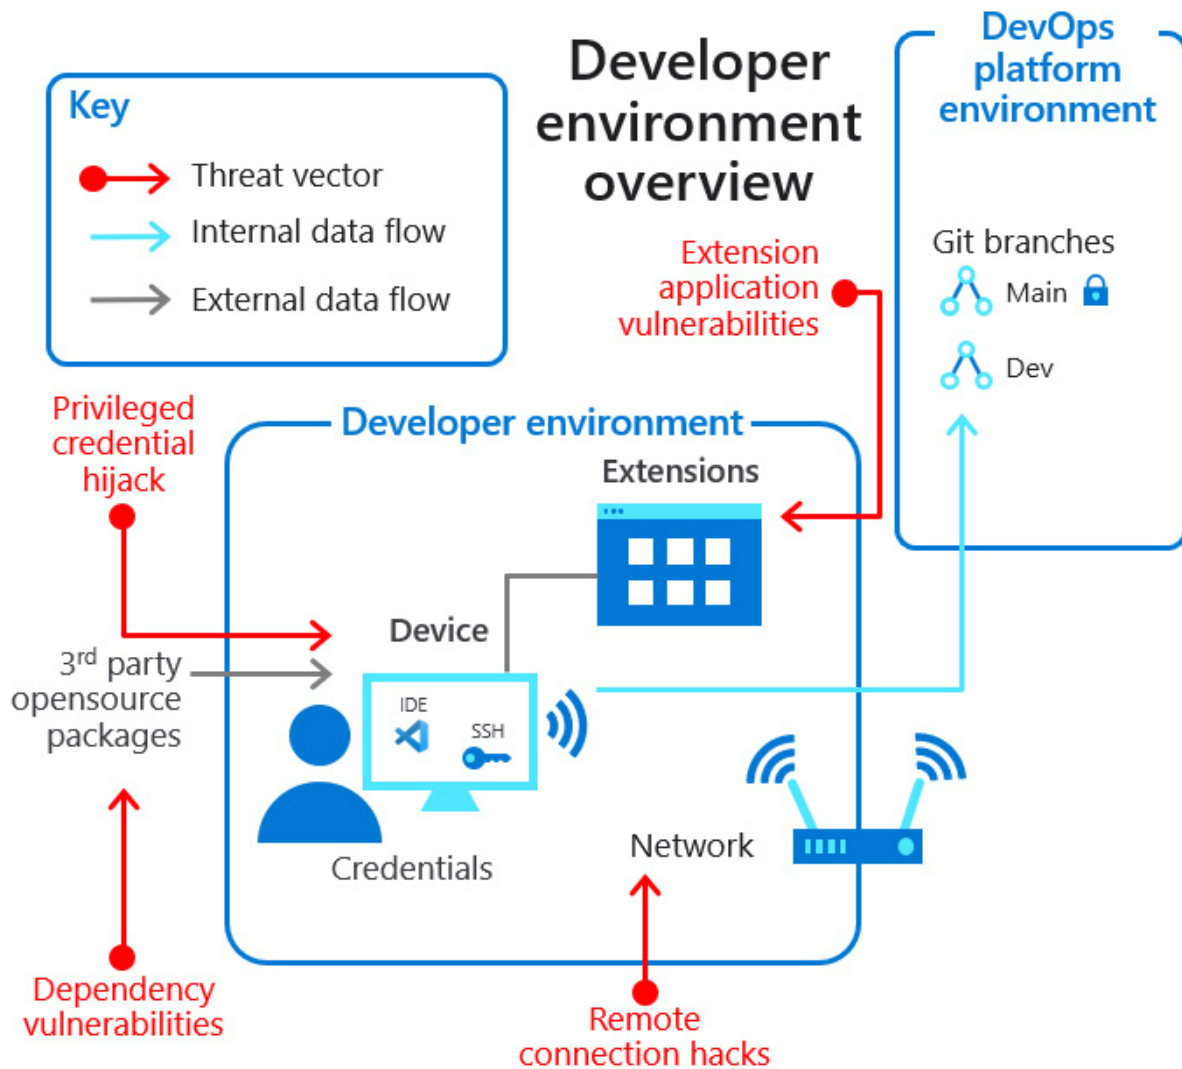 Developer
environment
overview
Key
Threat vector
Internal data flow
External data flow
DevOps
platform
environment
Git branches
Main
Dev
Extension
application
vulnerabilities
Privileged
credential
hijack
Developer environment
Extensions
Device
IDE
SSH
3rd party
opensource
packages
Credentials
Network
Dependency
vulnerabilities
Remote
connection hacks